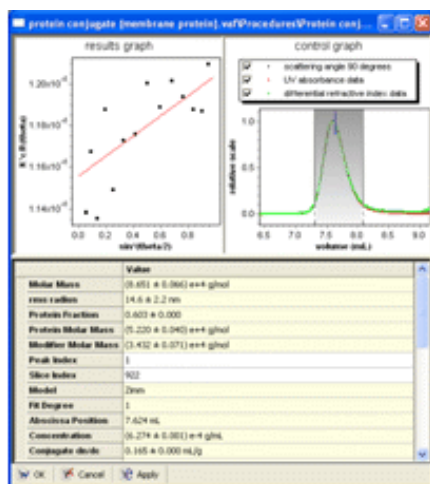 protein conjugate (membrane protein).vaf\Procedures\Protein conj....
results graph
control graph
scattering angle 90 degrees
UV absorbance data
differential refractive index data
1.20x10
1.18x10
1.16x10
1.14x10
0.0 0.2 0.4 0.6 0.8
sin²(theta/2)
relative scale
1.0
0.5
0.0
6.5 7.0 7.5 8.0 8.5 9.0
volume (mL)
Value
Molar Mass (8.651 ± 0.066) e+4 g/mol
rms radius 14.6 ± 2.2 nm
Protein Fraction 0.603 ± 0.000
Protein Molar Mass (5.220 ± 0.040) e+4 g/mol
Modifier Molar Mass (3.432 ± 0.071) e+4 g/mol
Peak Index 1
Slice Index 922
Model Zimm
Fit Degree 1
Abscissa Position 7.624 mL
Concentration (6.274 ± 0.001) e-4 g/mL
Conjugate dn/dc 0.165 ± 0.000 mL/g
OK Cancel Apply